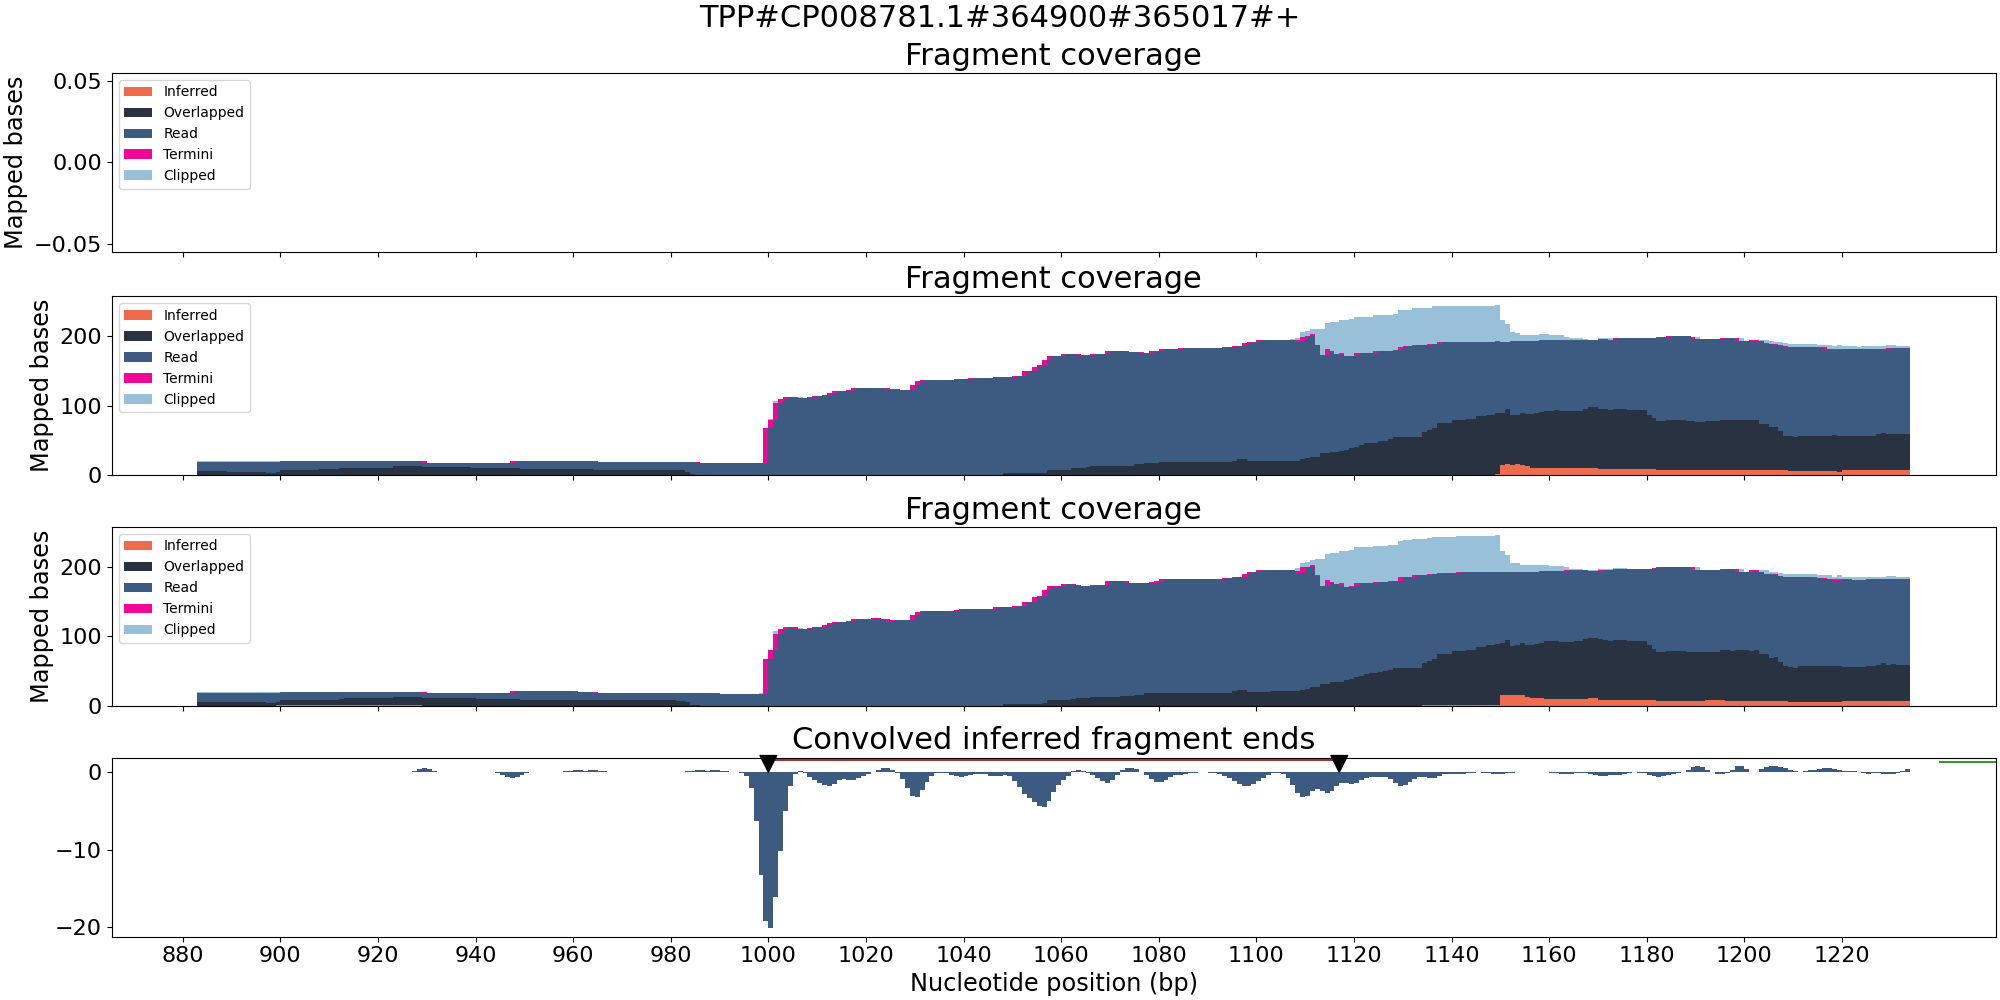 TPP#CP008781.1#364900#365017#+
Fragment coverage
Mapped bases
0.05
0.00
−0.05
Inferred
Overlapped
Read
Termini
Clipped
Fragment coverage
Mapped bases
200
100
0
Inferred
Overlapped
Read
Termini
Clipped
Fragment coverage
Mapped bases
200
100
0
Inferred
Overlapped
Read
Termini
Clipped
Convolved inferred fragment ends
0
−10
−20
880 900 920 940 960 980 1000 1020 1040 1060 1080 1100 1120 1140 1160 1180 1200 1220
Nucleotide position (bp)